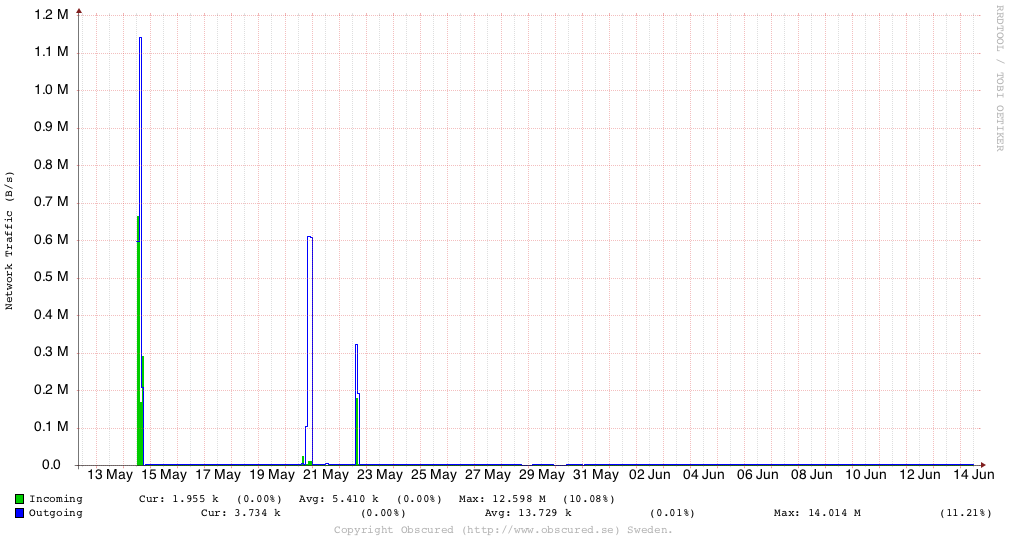 1.2 M
1.1 M
1.0 M
0.9 M
0.8 M
0.7 M
0.6 M
0.5 M
0.4 M
0.3 M
0.2 M
0.1 M
0.0
Network Traffic (B/s)
RRDTOOL / TOBI OETIKER
13 May 15 May 17 May 19 May 21 May 23 May 25 May 27 May 29 May 31 May 02 Jun 04 Jun 06 Jun 08 Jun 10 Jun 12 Jun 14 Jun
Incoming Cur: 1.955 k (0.00%) Avg: 5.410 k (0.00%) Max: 12.598 M (10.08%)
Outgoing Cur: 3.734 k (0.00%) Avg: 13.729 k (0.01%) Max: 14.014 M (11.21%)
Copyright Obscured (http://www.obscured.se) Sweden.